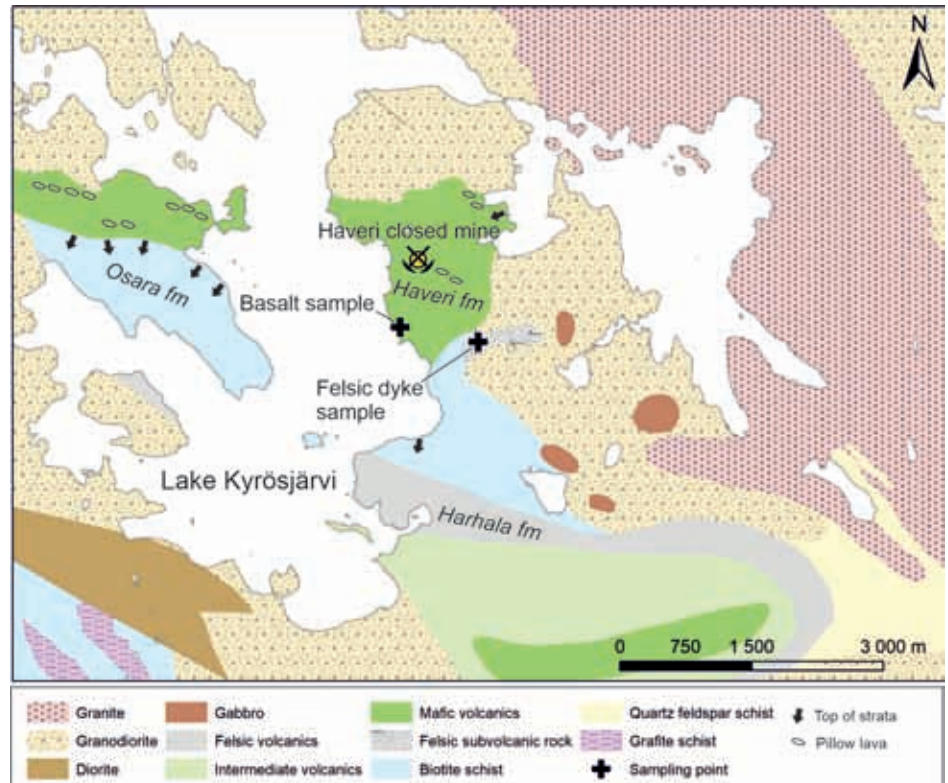 N
Haveri closed mine
Osara fm
Haveri fm
Basalt sample
Felsic dyke
sample
Lake Kyrösjärvi
Harhala fm
0 750 1 500 3 000 m
Granite
Gabbro
Mafic volcanics
Quartz feldspar schist
Top of strata
Granodiorite
Felsic volcanics
Felsic subvolcanic rock
Grafite schist
Pillow lava
Diorite
Intermediate volcanics
Biotite schist
Sampling point